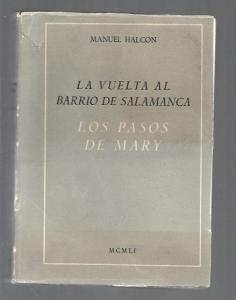 MANUEL HALCON
LA VUELTA AL
BARRIO DE SALAMANCA
LOS PASOS
DE MARY
MCMLI